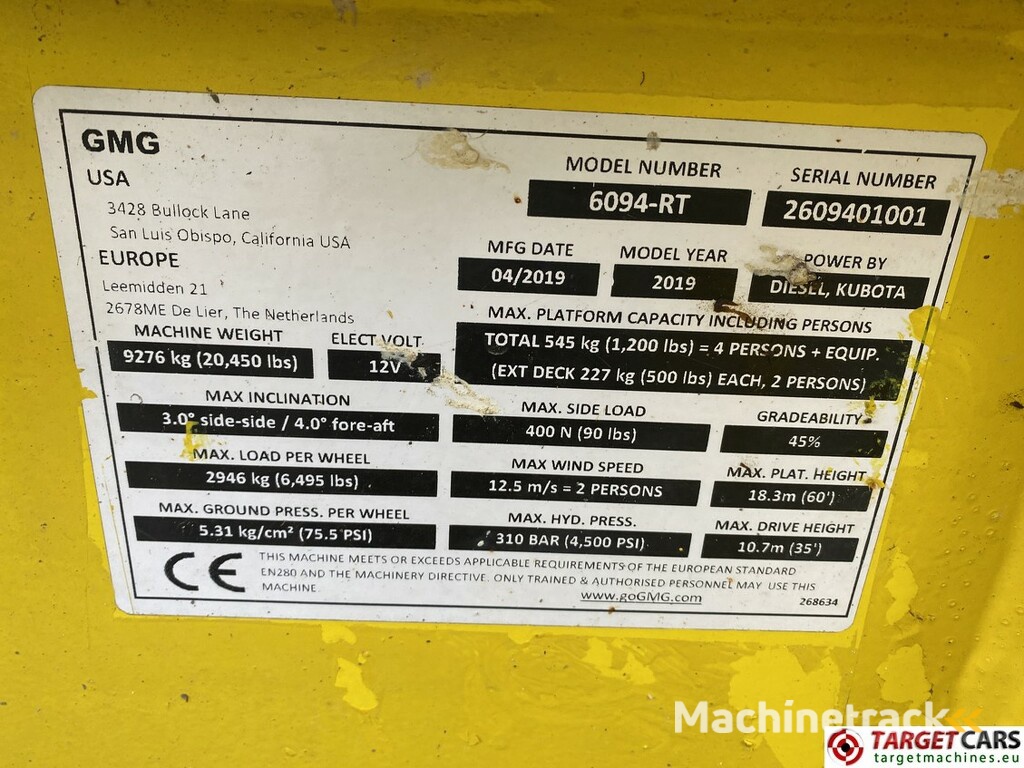 GMG
USA
3428 Bullock Lane
San Luis Obispo, California USA
EUROPE
Leemidden 21
2678ME De Lier, The Netherlands
MODEL NUMBER
6094-RT
SERIAL NUMBER
2609401001
MFG DATE
04/2019
MODEL YEAR
2019
POWER BY
DIESEL, KUBOTA
MACHINE WEIGHT
9276 kg (20,450 lbs)
ELECT VOLT
12V
MAX. PLATFORM CAPACITY INCLUDING PERSONS
TOTAL 545 kg (1,200 lbs) = 4 PERSONS + EQUIP.
(EXT DECK 227 kg (500 lbs) EACH, 2 PERSONS)
MAX INCLINATION
3.0° side-side / 4.0° fore-aft
MAX. SIDE LOAD
400 N (90 lbs)
GRADEABILITY
45%
MAX. LOAD PER WHEEL
2946 kg (6,495 lbs)
MAX WIND SPEED
12.5 m/s = 2 PERSONS
MAX. PLAT. HEIGHT
18.3m (60')
MAX. GROUND PRESS. PER WHEEL
5.31 kg/cm² (75.5 PSI)
MAX. HYD. PRESS.
310 BAR (4,500 PSI)
MAX. DRIVE HEIGHT
10.7m (35')
CE
THIS MACHINE MEETS OR EXCEEDS APPLICABLE REQUIREMENTS OF THE EUROPEAN STANDARD
EN280 AND THE MACHINERY DIRECTIVE. ONLY TRAINED & AUTHORISED PERSONNEL MAY USE THIS
MACHINE.
www.goGMG.com
268634
Machinetrack
TARGETCARS
targetmachines.eu